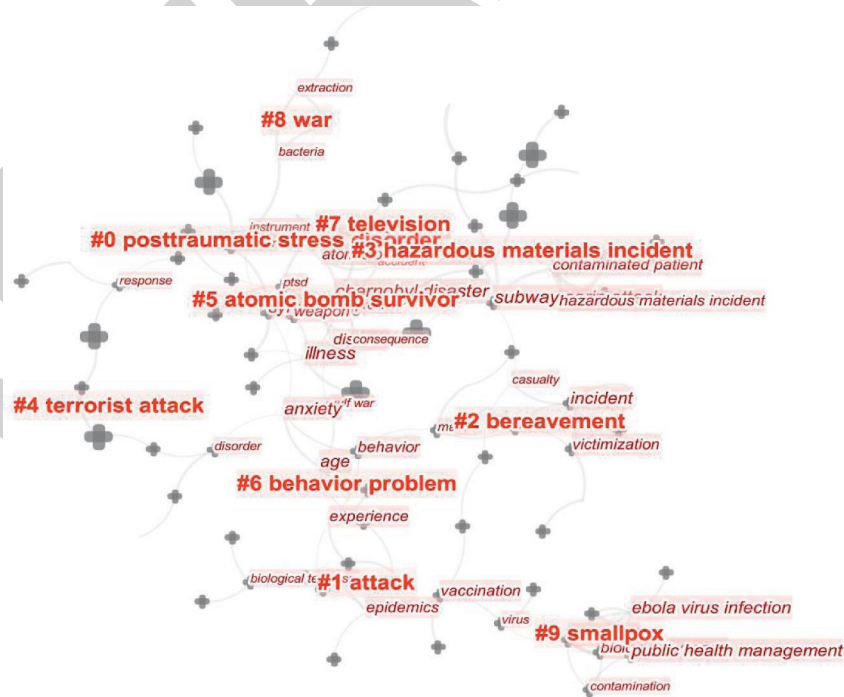 extraction
#8 war
bacteria
instrument
#7 television
#0 posttraumatic stress disorder
#3 hazardous materials incident
accident
contaminated patient
response
ptsd
chernobyl disaster
#5 atomic bomb survivor
subway
hazardous materials incident
weapon
consequence
illness
casualty
#4 terrorist attack
anxiety
gulf war
incident
#2 bereavement
disorder
behavior
victimization
age
#6 behavior problem
experience
biological
#1 attack
vaccination
epidemics
ebola virus infection
virus
#9 smallpox
public health management
contamination